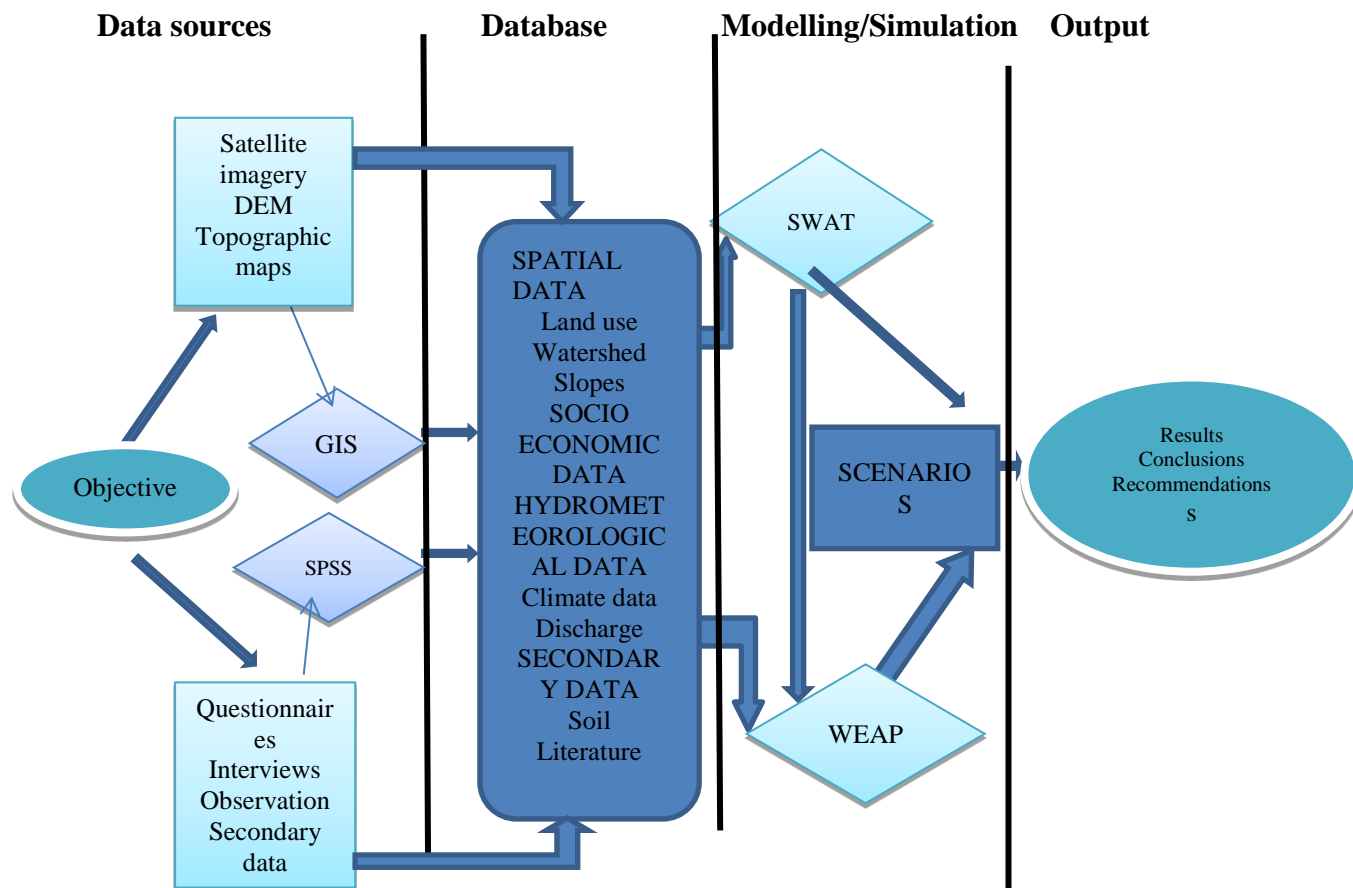 Data sources
Database
Modelling/Simulation
Output
Satellite
imagery
DEM
Topographic
maps
GIS
Objective
SPSS
Questionnair
es
Interviews
Observation
Secondary
data
SPATIAL
DATA
Land use
Watershed
Slopes
SOCIO
ECONOMIC
DATA
HYDROMET
EOROLOGIC
AL DATA
Climate data
Discharge
SECONDAR
Y DATA
Soil
Literature
SWAT
SCENARIO
S
WEAP
Results
Conclusions
Recommendation
s